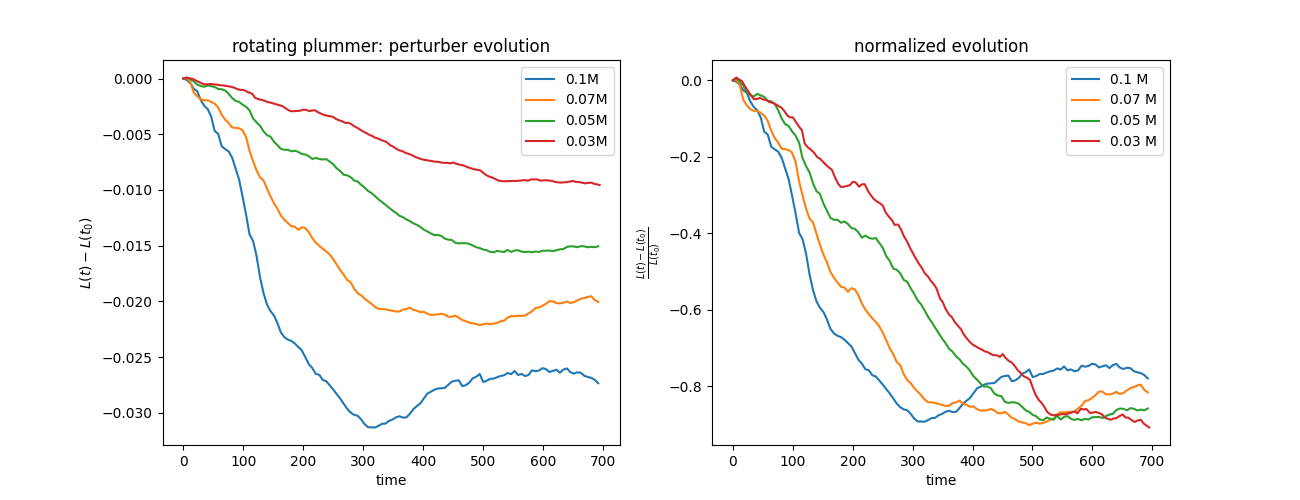 rotating plummer: perturber evolution
0.000
−0.005
−0.010
−0.015
−0.020
−0.025
−0.030
L(t) − L(t₀)
0.1M
0.07M
0.05M
0.03M
0 100 200 300 400 500 600 700
time
normalized evolution
0.0
−0.2
−0.4
−0.6
−0.8
L(t) − L(t₀)
L(t₀)
0.1 M
0.07 M
0.05 M
0.03 M
0 100 200 300 400 500 600 700
time